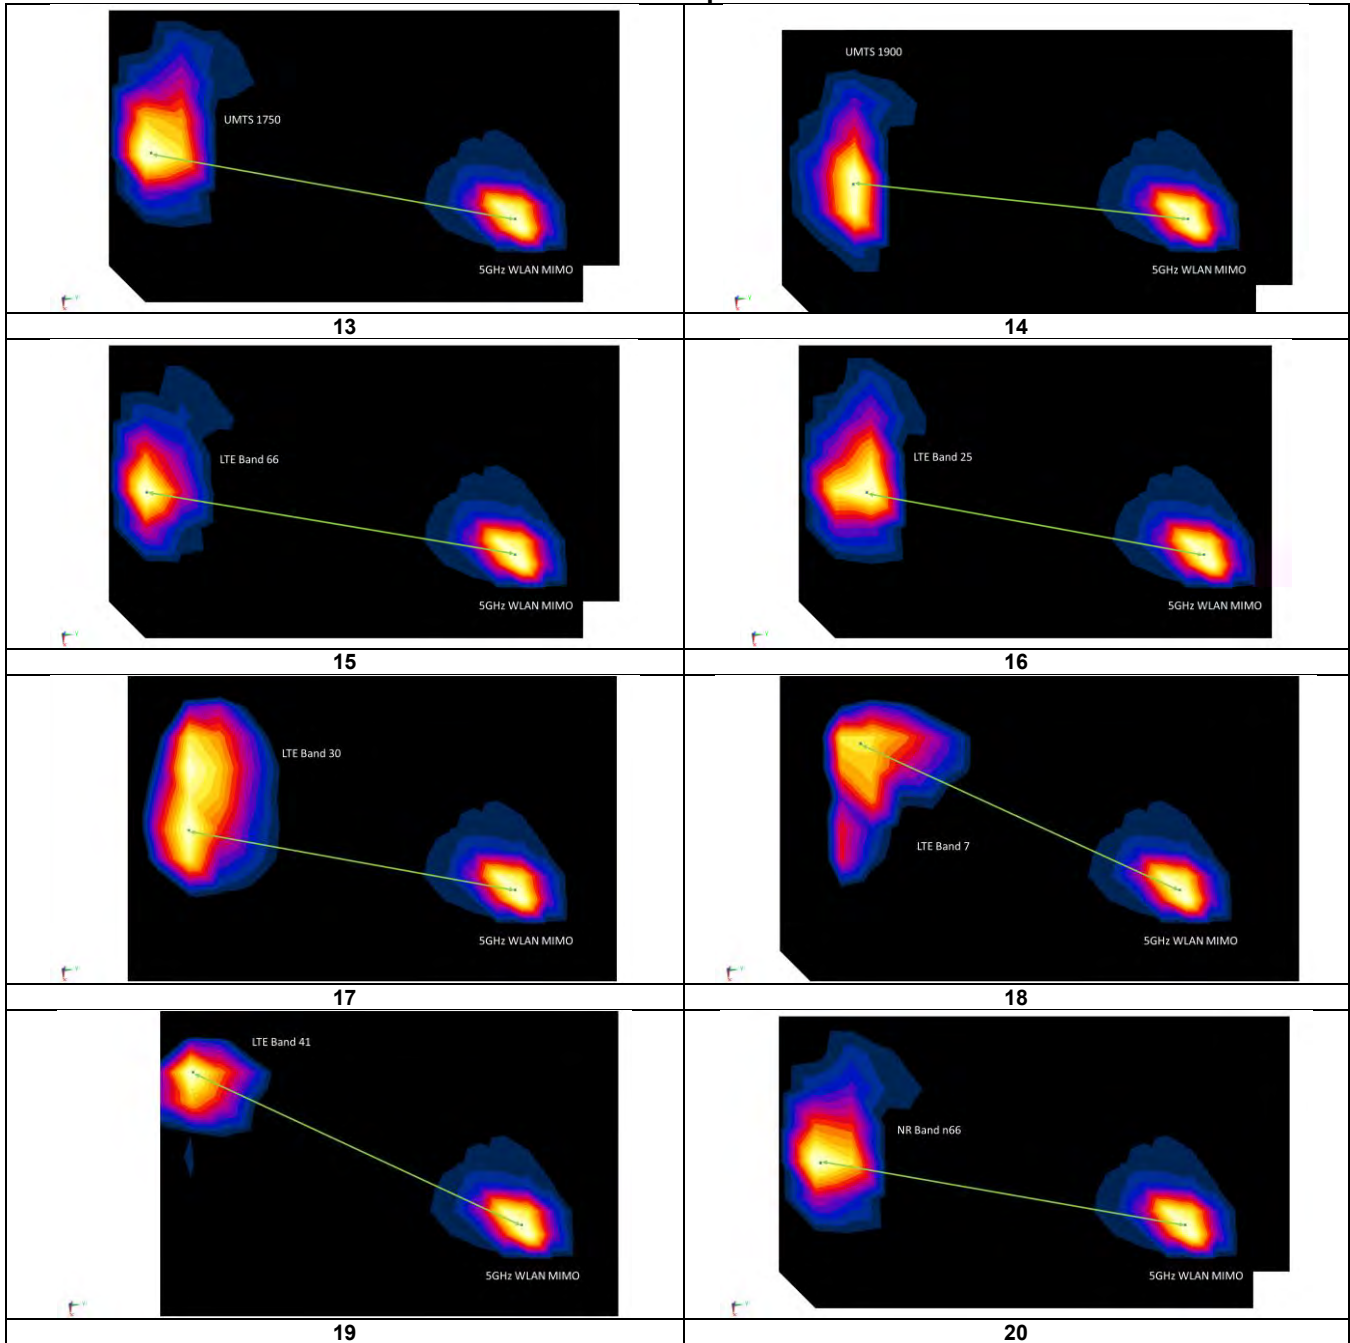 UMTS 1750
5GHz WLAN MIMO
13
UMTS 1900
5GHz WLAN MIMO
14
LTE Band 66
5GHz WLAN MIMO
15
LTE Band 25
5GHz WLAN MIMO
16
LTE Band 30
5GHz WLAN MIMO
17
LTE Band 7
5GHz WLAN MIMO
18
LTE Band 41
5GHz WLAN MIMO
19
NR Band n66
5GHz WLAN MIMO
20